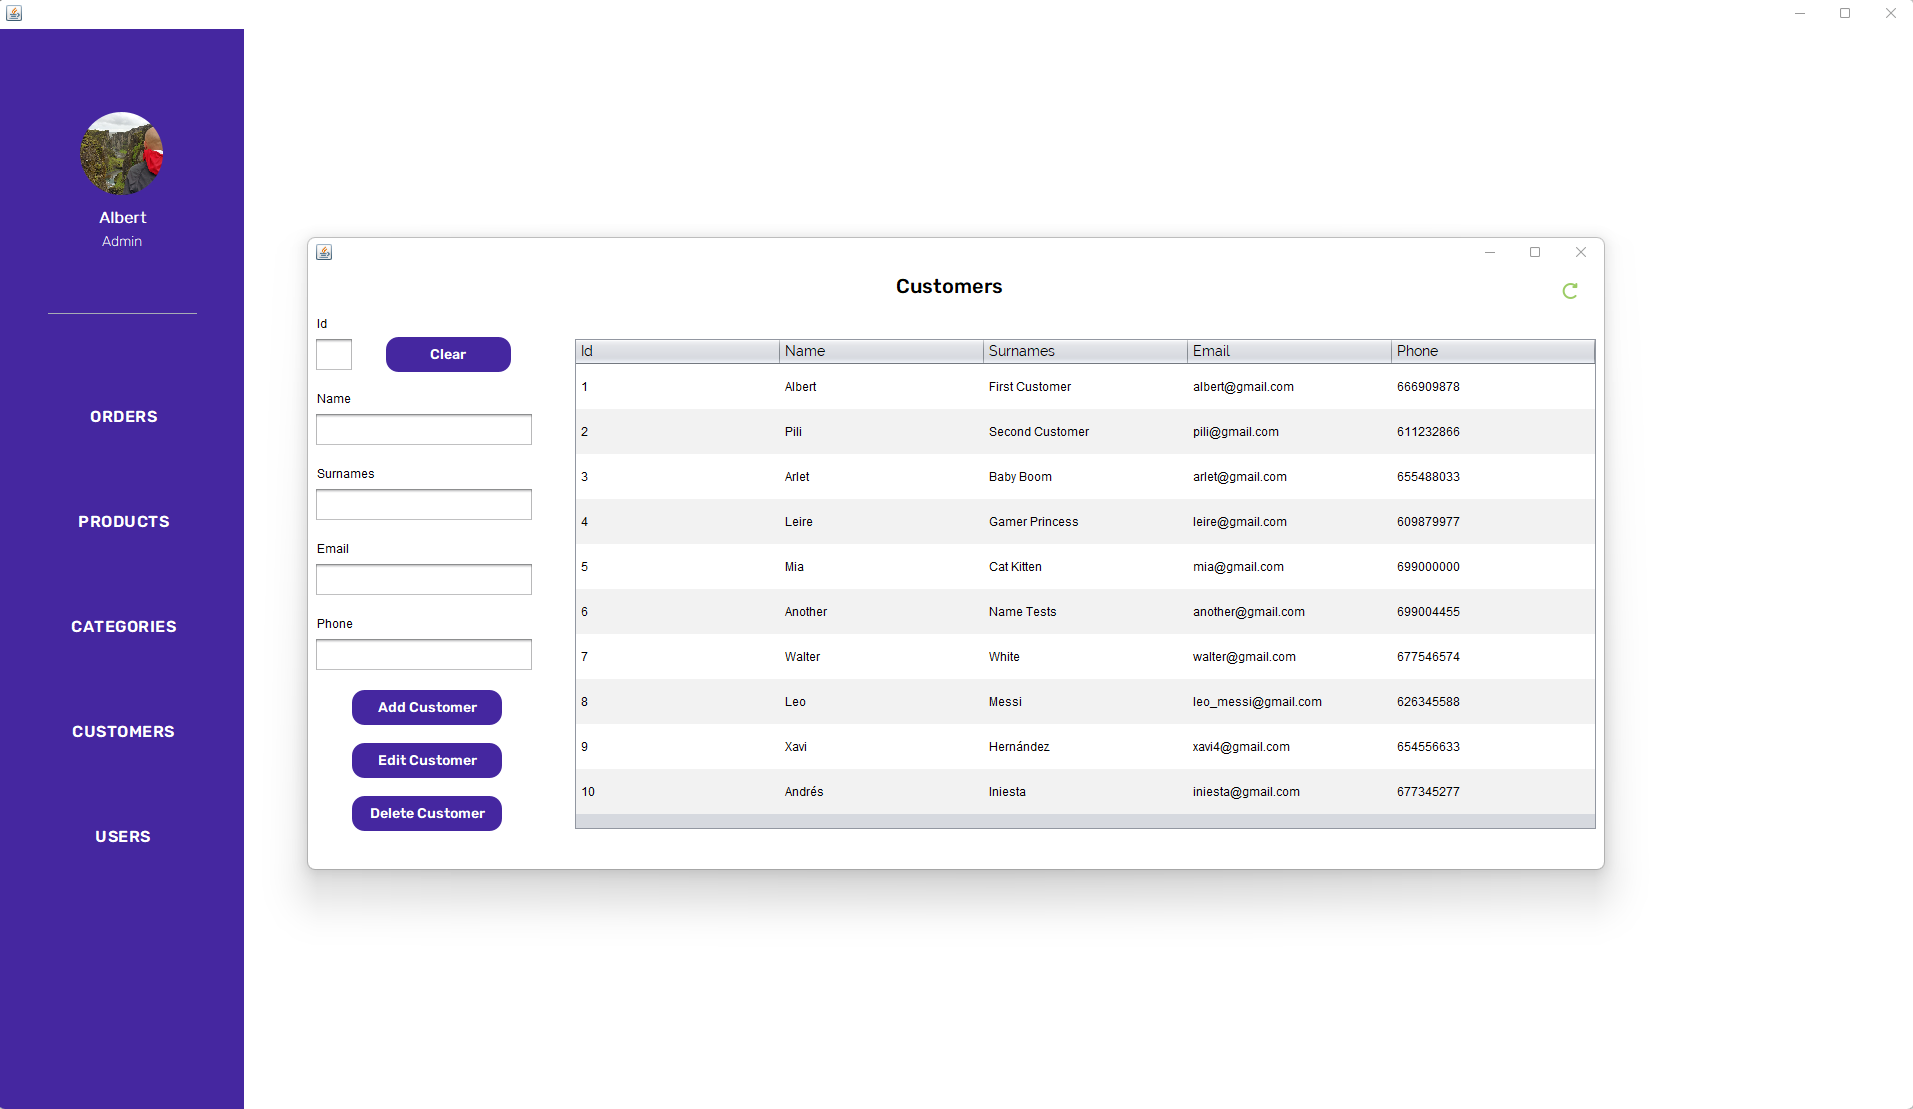 Albert
Admin
ORDERS
PRODUCTS
CATEGORIES
CUSTOMERS
USERS
Customers
Id
Clear
Name
Surnames
Email
Phone
Add Customer
Edit Customer
Delete Customer
Id Name Surnames Email Phone
1 Albert First Customer albert@gmail.com 666909878
2 Pili Second Customer pili@gmail.com 611232866
3 Arlet Baby Boom arlet@gmail.com 655488033
4 Leire Gamer Princess leire@gmail.com 609879977
5 Mia Cat Kitten mia@gmail.com 699000000
6 Another Name Tests another@gmail.com 699004455
7 Walter White walter@gmail.com 677546574
8 Leo Messi leo_messi@gmail.com 626345588
9 Xavi Hernández xavi4@gmail.com 654556633
10 Andrés Iniesta iniesta@gmail.com 677345277